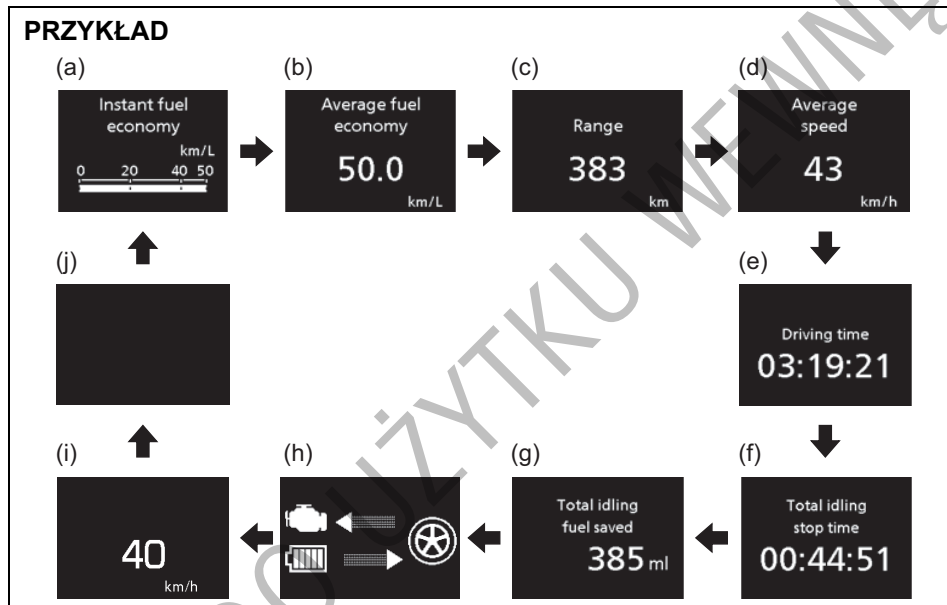 PRZYKŁAD
(a)
(b)
(c)
(d)
Instant fuel
economy
km/L
0 20 40 50
Average fuel
economy
50.0
km/L
Range
383
km
Average
speed
43
km/h
(j)
(e)
Driving time
03:19:21
(i)
(h)
(g)
(f)
40
km/h
Total idling
fuel saved
385 ml
Total idling
stop time
00:44:51
DO UŻYTKU